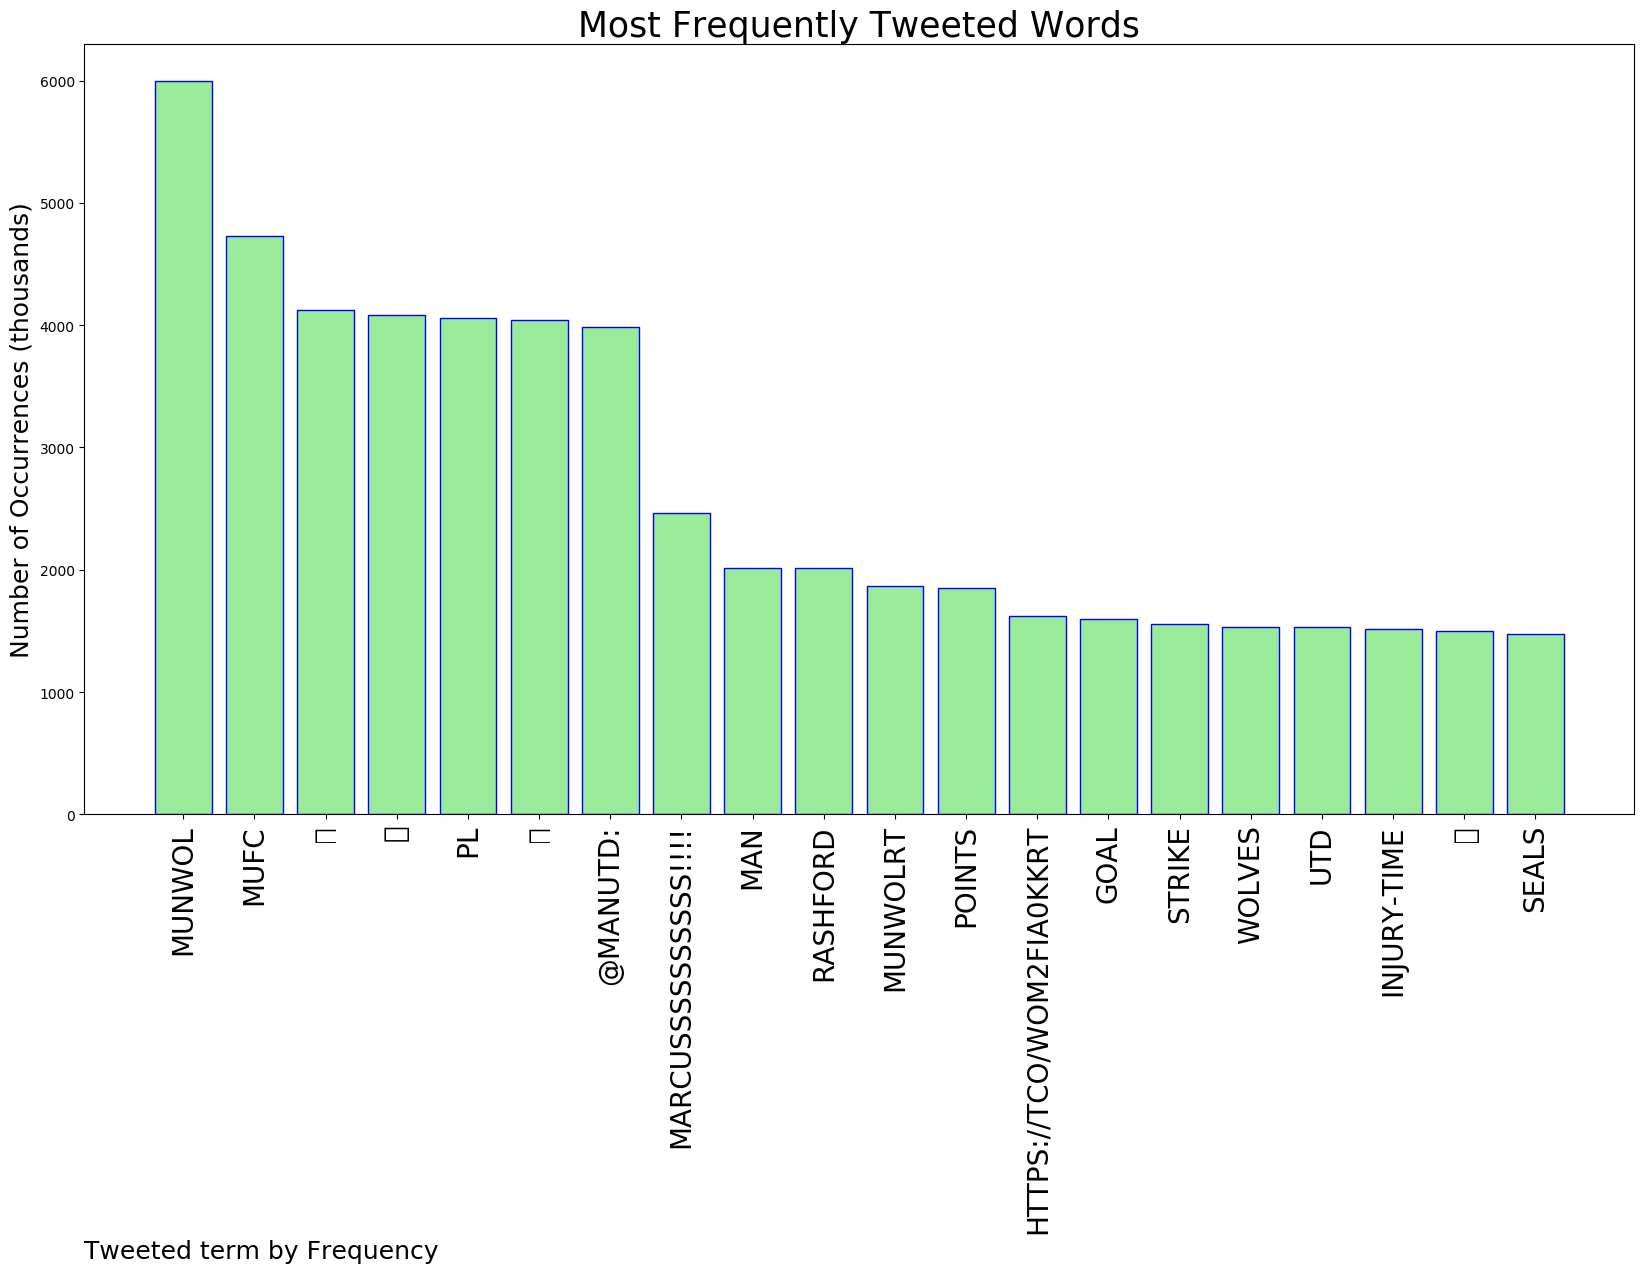 Most Frequently Tweeted Words
Number of Occurrences (thousands)
6000
5000
4000
3000
2000
1000
0
MUNWOL
MUFC
PL
@MANUTD:
MARCUSSSSSSSSSSS!!!!
MAN
RASHFORD
MUNWOLRT
POINTS
HTTPS://TCO/WOM2FIA0KKRT
GOAL
STRIKE
WOLVES
UTD
INJURY-TIME
SEALS
Tweeted term by Frequency